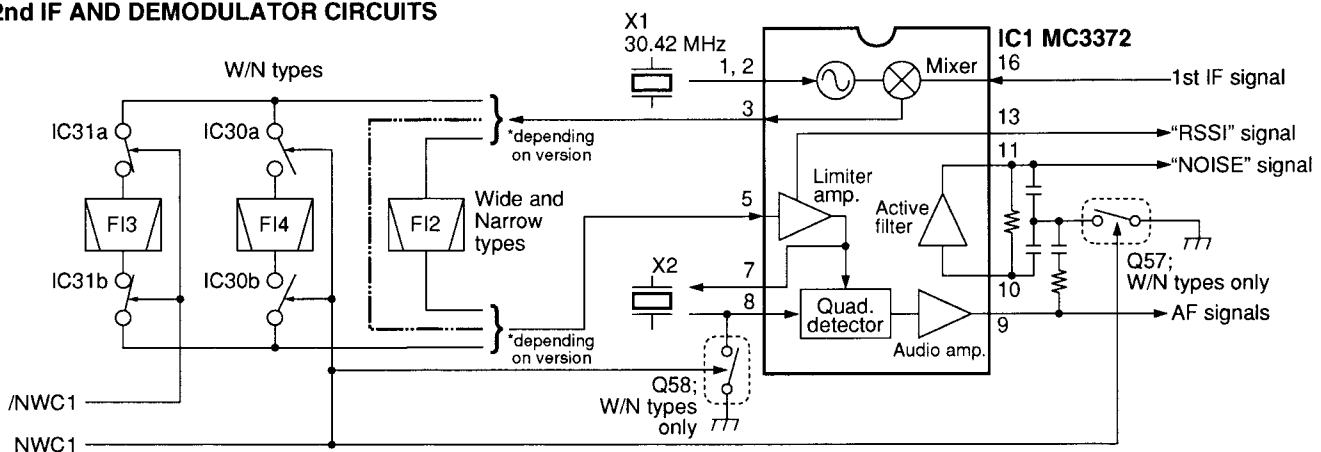 2nd IF AND DEMODULATOR CIRCUITS
X1
30.42 MHz
IC1 MC3372
W/N types
1, 2
Mixer
16
1st IF signal
3
13
"RSSI" signal
IC31a
IC30a
*depending
on version
11
"NOISE" signal
Limiter
amp.
Active
filter
5
FI3
FI4
FI2
Wide and
Narrow
types
IC31b
IC30b
X2
7
8
Quad.
detector
10
Q57;
W/N types only
9
AF signals
Audio amp.
*depending
on version
Q58;
W/N types
only
/NWC1
NWC1